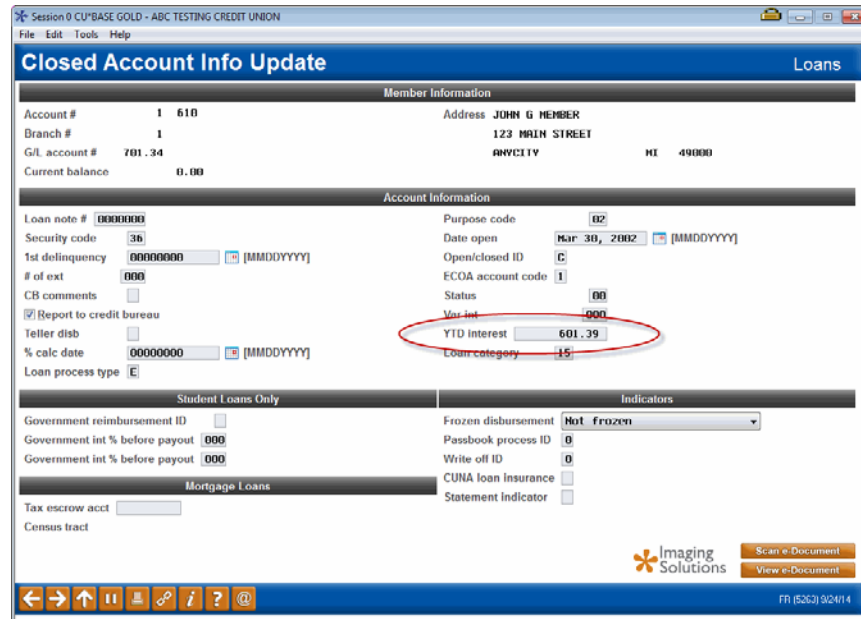 Session 0 CU*BASE GOLD - ABC TESTING CREDIT UNION
File Edit Tools Help
Closed Account Info Update Loans
Member Information
Account # 1 610 Address JOHN G MEMBER
Branch # 1 123 MAIN STREET
G/L account # 701.34 ANYCITY MI 49000
Current balance 0.00
Account Information
Loan note # 0000000 Purpose code 02
Security code 36 Date open Mar 30, 2002 [MMDDYYYY]
1st delinquency 00000000 [MMDDYYYY] Open/closed ID C
# of ext 000 ECOA account code 1
CB comments Status 00
Report to credit bureau Var int 000
Teller disb YTD interest 601.39
% calc date 00000000 [MMDDYYYY] Loan category 15
Loan process type E
Student Loans Only Indicators
Government reimbursement ID Frozen disbursement Not frozen
Government int % before payout 000 Passbook process ID 0
Government int % before payout 000 Write off ID 0
Mortgage Loans CUNA loan insurance
Tax escrow acct Statement indicator
Census tract
Imaging Solutions Scan e-Document
View e-Document
FR (5263) 9/24/14